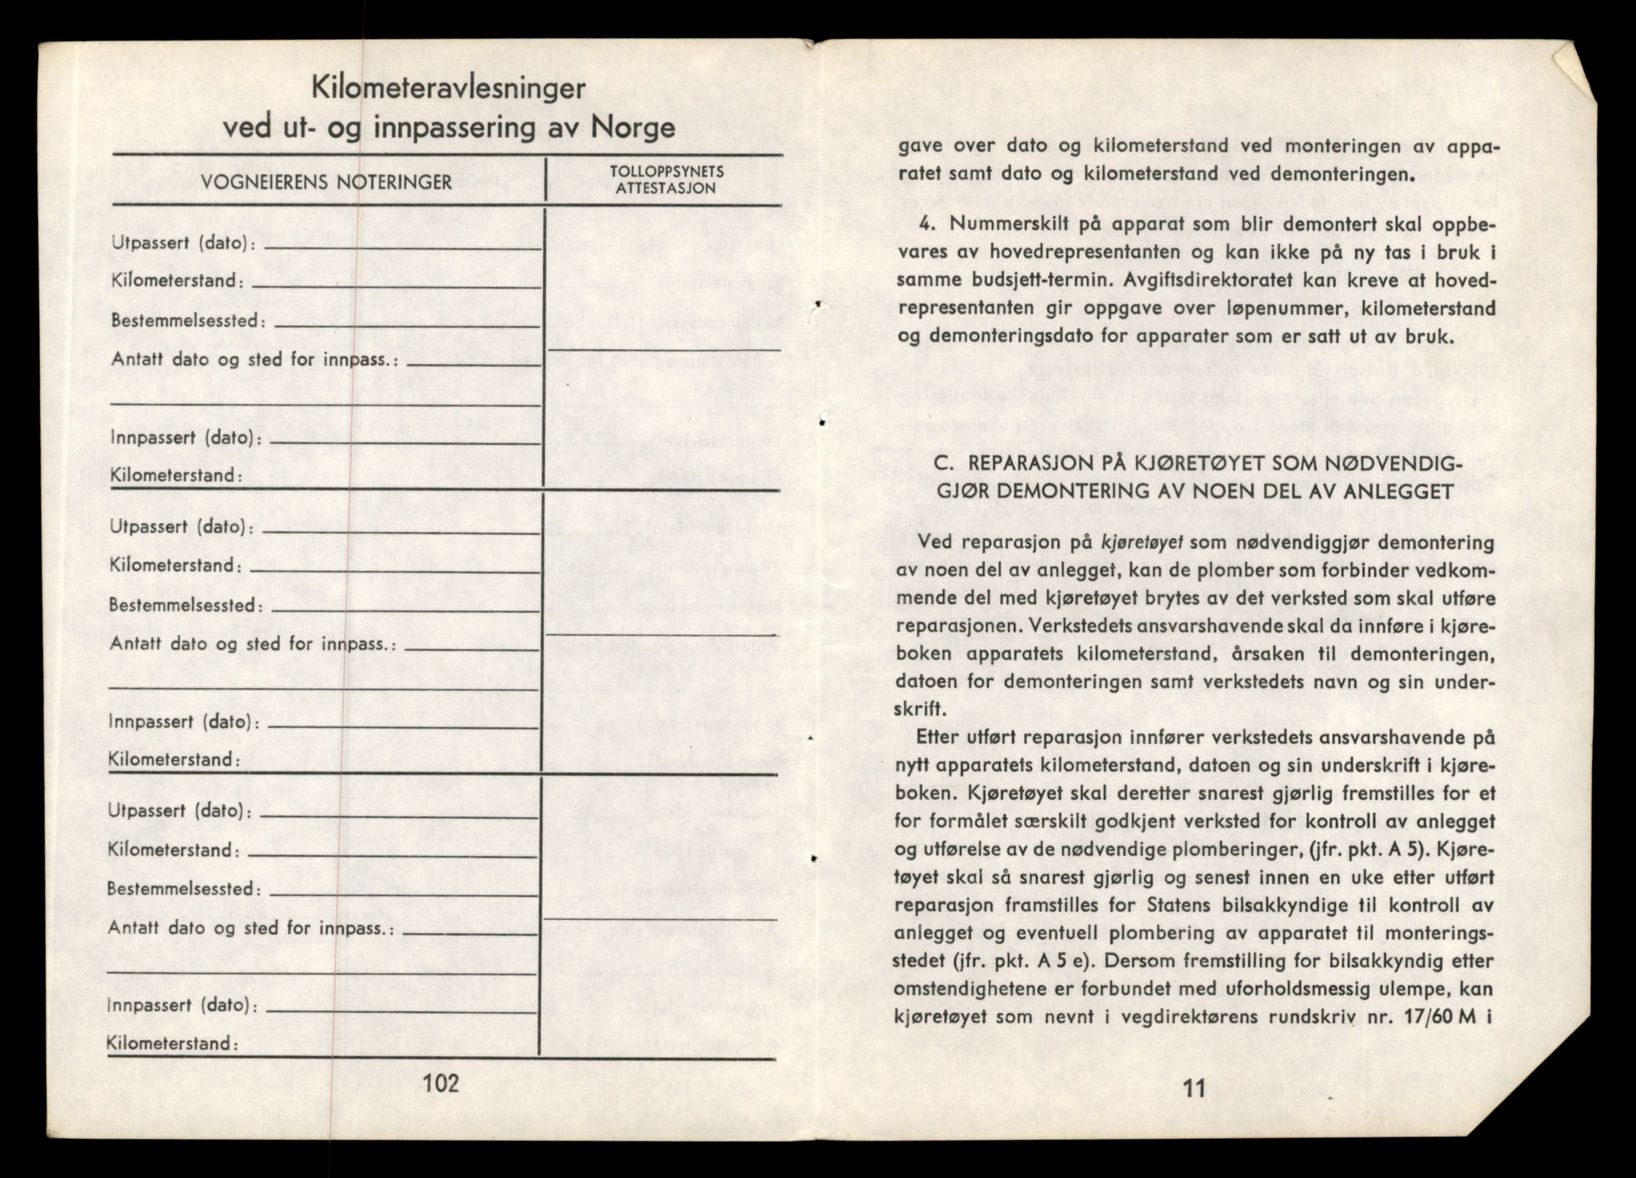 Kilometeravlesninger
ved ut- og innpassering av Norge
VOGNEIERENS NOTERINGER
TOLLOPPSYNETS
ATTESTASJON
Utpassert (dato):
Kilometerstand:
Bestemmelsessted:
Antatt dato og sted for innpass.:
Innpassert (dato):
Kilometerstand:
Utpassert (dato):
Kilometerstand:
Bestemmelsessted:
Antatt dato og sted for innpass.:
Innpassert (dato):
Kilometerstand:
Utpassert (dato):
Kilometerstand:
Bestemmelsessted:
Antatt dato og sted for innpass.:
Innpassert (dato):
Kilometerstand:
102
gave over dato og kilometerstand ved monteringen av appa-
ratet samt dato og kilometerstand ved demonteringen.
4. Nummerskilt på apparat som blir demontert skal oppbe-
vares av hovedrepresentanten og kan ikke på ny tas i bruk i
samme budsjett-termin. Avgiftsdirektoratet kan kreve at hoved-
representanten gir oppgave over løpenummer, kilometerstand
og demonteringsdato for apparater som er satt ut av bruk.
C. REPARASJON PÅ KJØRETØYET SOM NØDVENDIG-
GJØR DEMONTERING AV NOEN DEL AV ANLEGGET
Ved reparasjon på kjøretøyet som nødvendiggjør demontering
av noen del av anlegget, kan de plomber som forbinder vedkom-
mende del med kjøretøyet brytes av det verksted som skal utføre
reparasjonen. Verkstedets ansvarshavende skal da innføre i kjøre-
boken apparatets kilometerstand, årsaken til demonteringen,
datoen for demonteringen samt verkstedets navn og sin under-
skrift.
Etter utført reparasjon innfører verkstedets ansvarshavende på
nytt apparatets kilometerstand, datoen og sin underskrift i kjøre-
boken. Kjøretøyet skal deretter snarest gjørlig fremstilles for et
for formålet særskilt godkjent verksted for kontroll av anlegget
og utførelse av de nødvendige plomberinger, (jfr. pkt. A 5). Kjøre-
tøyet skal så snarest gjørlig og senest innen en uke etter utført
reparasjon framstilles for Statens bilsakkyndige til kontroll av
anlegget og eventuell plombering av apparatet til monterings-
stedet (jfr. pkt. A 5 e). Dersom fremstilling for bilsakkyndig etter
omstendighetene er forbundet med uforholdsmessig ulempe, kan
kjøretøyet som nevnt i vegdirektørens rundskriv nr. 17/60 M i
11